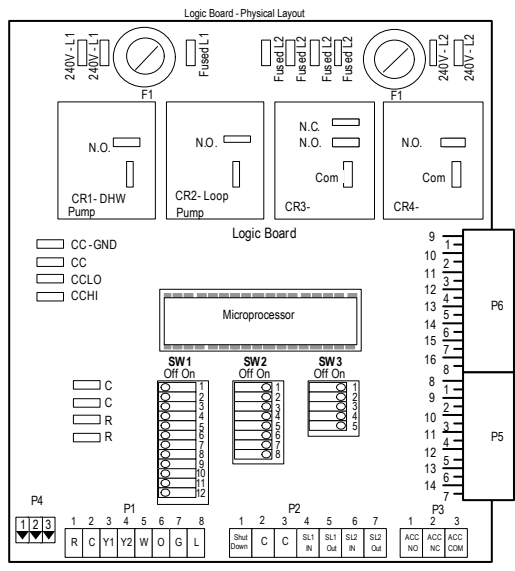 Logic Board - Physical Layout
240V - L1
240V - L1
Fused L1
Fused L2
Fused L2
Fused L2
Fused L2
240V - L2
240V - L2
F1
F1
N.O.
CR1- DHW
Pump
N.O.
CR2- Loop
Pump
N.C.
N.O.
Com
CR3-
N.O.
Com
CR4-
Logic Board
CC - GND
CC
CCLO
CCHI
Microprocessor
9
1
10
2
11
3
12
4
13
5
14
6
15
7
16
8
P6
8
1
9
2
10
3
11
4
12
5
13
6
14
7
P5
SW1
Off On
1
2
3
4
5
6
7
8
9
10
11
12
SW2
Off On
1
2
3
4
5
6
7
8
SW3
Off On
1
2
3
4
5
C
C
R
R
P4
1 2 3
P1
1 2 3 4 5 6 7 8
R C Y1 Y2 W O G L
P2
1 2 3 4 5 6 7
Shut Down C C SL1 IN SL1 Out SL2 IN SL2 Out
P3
1 2 3
ACC NO ACC NC ACC COM